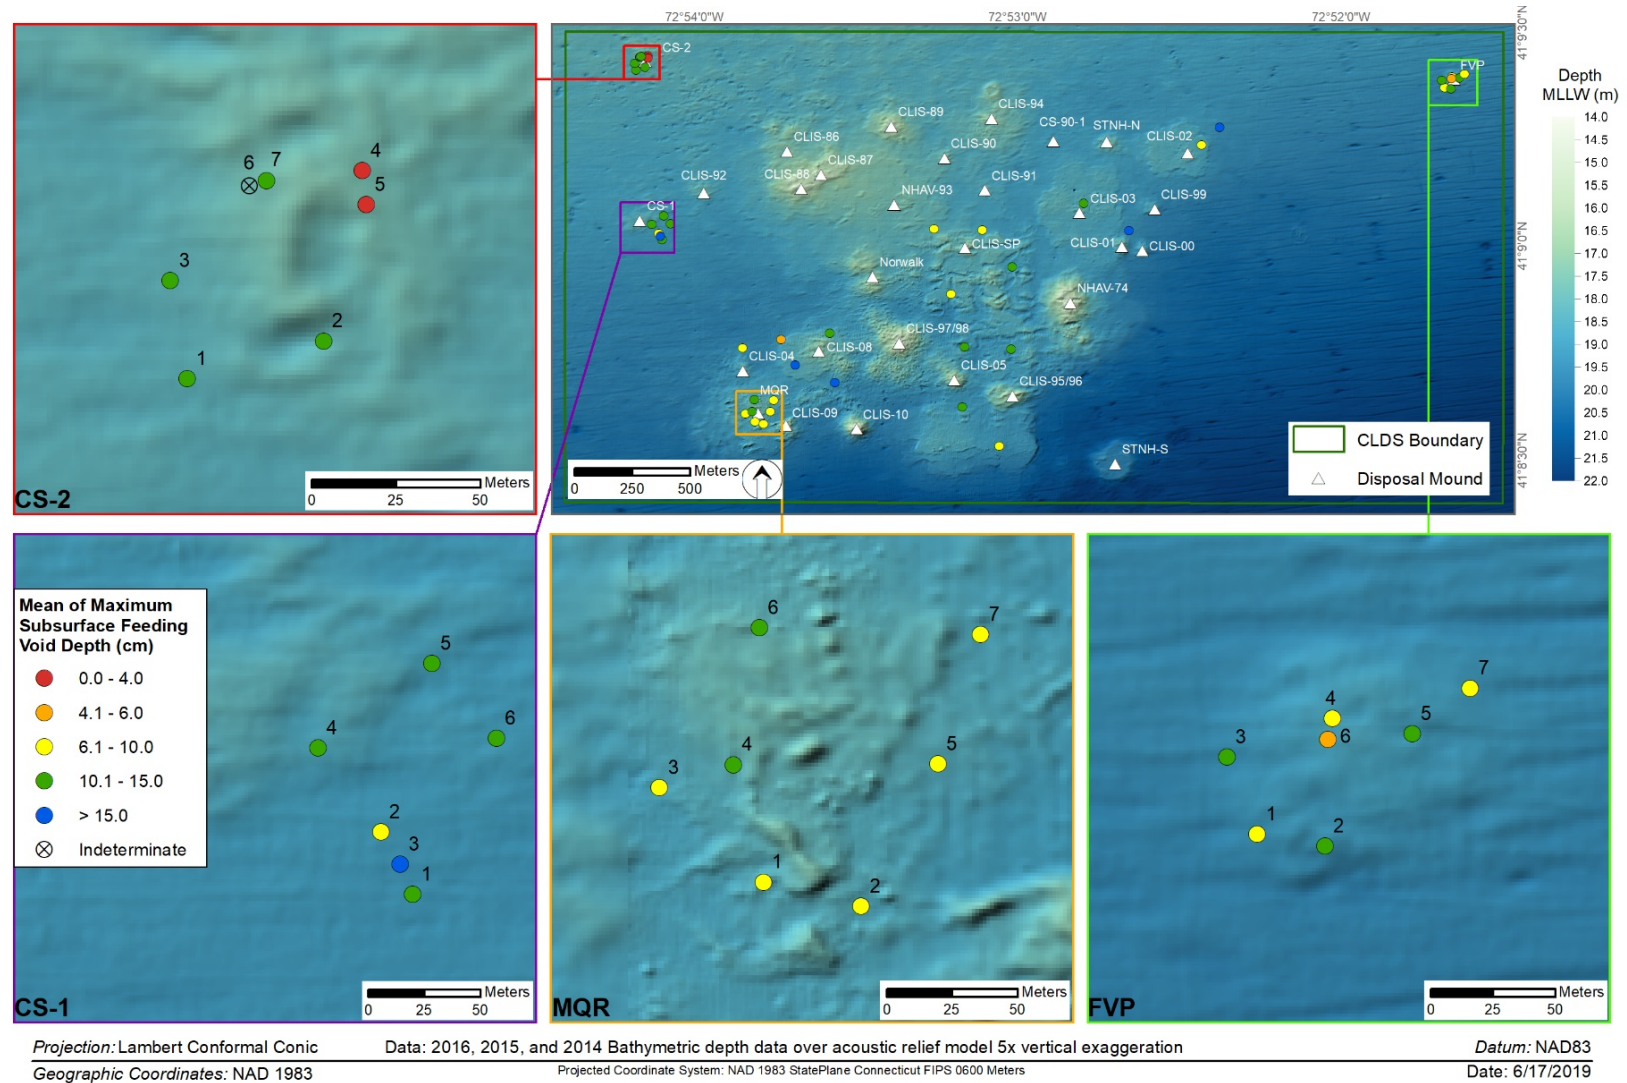 72°54'0"W
72°53'0"W
72°52'0"W
41°9'30"N
41°9'0"N
41°8'30"N
CS-2
FVP
CLIS-94
CLIS-89
CS-90-1
STNH-N
CLIS-02
CLIS-86
CLIS-90
CLIS-87
CLIS-88
CLIS-92
CLIS-91
NHAV-93
CLIS-03
CLIS-99
CS-1
CLIS-SP
CLIS-01
CLIS-00
Norwalk
NHAV-74
CLIS-97/98
CLIS-08
CLIS-04
CLIS-05
CLIS-95/96
MQR
CLIS-09
CLIS-10
STNH-S
CLDS Boundary
Disposal Mound
Meters
0 250 500
Depth
MLLW (m)
14.0
14.5
15.0
15.5
16.0
16.5
17.0
17.5
18.0
18.5
19.0
19.5
20.0
20.5
21.0
21.5
22.0
6 7 4
5
3
2
1
Meters
0 25 50
CS-2
Mean of Maximum
Subsurface Feeding
Void Depth (cm)
0.0 - 4.0
4.1 - 6.0
6.1 - 10.0
10.1 - 15.0
> 15.0
Indeterminate
5
6
4
2
3
1
Meters
0 25 50
CS-1
6
7
4
5
3
1
2
Meters
0 25 50
MQR
7
4
5
3
6
1
2
Meters
0 25 50
FVP
Projection: Lambert Conformal Conic
Data: 2016, 2015, and 2014 Bathymetric depth data over acoustic relief model 5x vertical exaggeration
Datum: NAD83
Geographic Coordinates: NAD 1983
Projected Coordinate System: NAD 1983 StatePlane Connecticut FIPS 0600 Meters
Date: 6/17/2019